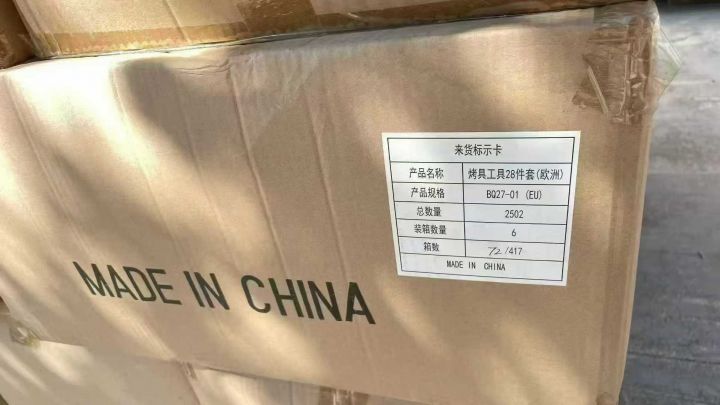 来货标示卡
产品名称 烤具工具28件套(欧洲)
产品规格 BQ27-01 (EU)
总数量 2502
装箱数量 6
箱数 72/417
MADE IN CHINA
MADE IN CHINA